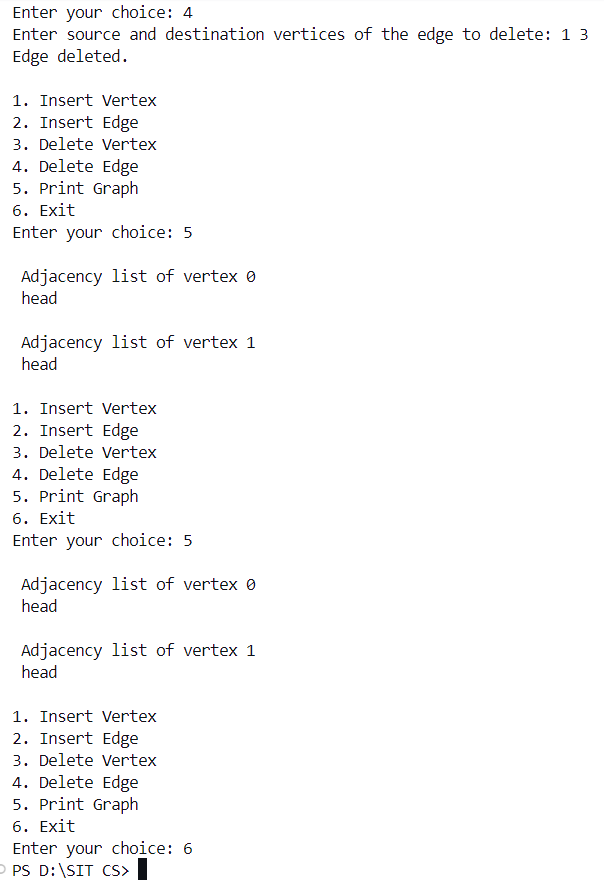 Enter your choice: 4
Enter source and destination vertices of the edge to delete: 1 3
Edge deleted.

1. Insert Vertex
2. Insert Edge
3. Delete Vertex
4. Delete Edge
5. Print Graph
6. Exit
Enter your choice: 5

 Adjacency list of vertex 0
 head

 Adjacency list of vertex 1
 head

1. Insert Vertex
2. Insert Edge
3. Delete Vertex
4. Delete Edge
5. Print Graph
6. Exit
Enter your choice: 5

 Adjacency list of vertex 0
 head

 Adjacency list of vertex 1
 head

1. Insert Vertex
2. Insert Edge
3. Delete Vertex
4. Delete Edge
5. Print Graph
6. Exit
Enter your choice: 6
PS D:\SIT CS>